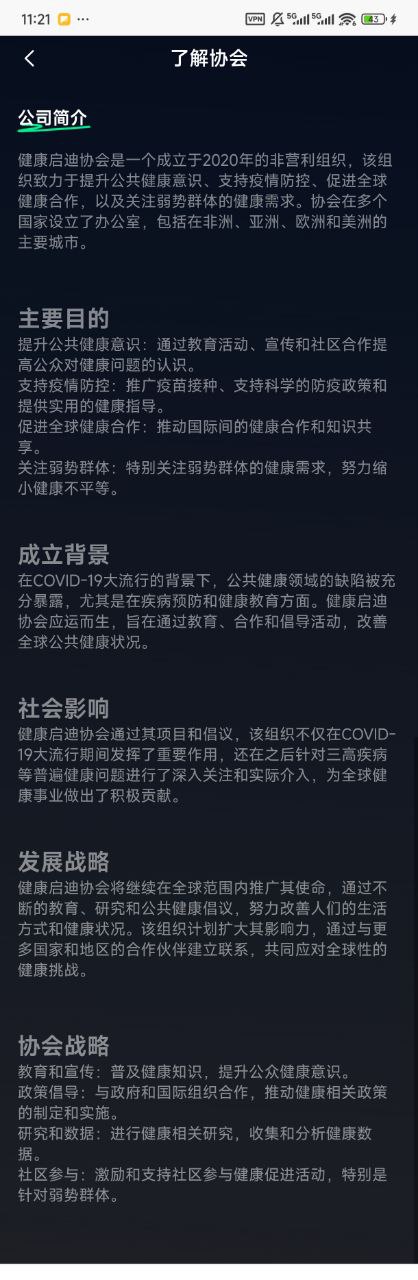 11:21 ··· VPN 5G 5G 43
了解协会
公司简介
健康启迪协会是一个成立于2020年的非营利组织，该组
织致力于提升公共健康意识、支持疫情防控、促进全球
健康合作，以及关注弱势群体的健康需求。协会在多个
国家设立了办公室，包括在非洲、亚洲、欧洲和美洲的
主要城市。
主要目的
提升公共健康意识：通过教育活动、宣传和社区合作提
高公众对健康问题的认识。
支持疫情防控：推广疫苗接种、支持科学的防疫政策和
提供实用的健康指导。
促进全球健康合作：推动国际间的健康合作和知识共
享。
关注弱势群体：特别关注弱势群体的健康需求，努力缩
小健康不平等。
成立背景
在COVID-19大流行的背景下，公共健康领域的缺陷被充
分暴露，尤其是在疾病预防和健康教育方面。健康启迪
协会应运而生，旨在通过教育、合作和倡导活动，改善
全球公共健康状况。
社会影响
健康启迪协会通过其项目和倡议，该组织不仅在COVID-
19大流行期间发挥了重要作用，还在之后针对三高疾病
等普遍健康问题进行了深入关注和实际介入，为全球健
康事业做出了积极贡献。
发展战略
健康启迪协会将继续在全球范围内推广其使命，通过不
断的教育、研究和公共健康倡议，努力改善人们的生活
方式和健康状况。该组织计划扩大其影响力，通过与更
多国家和地区的合作伙伴建立联系，共同应对全球性的
健康挑战。
协会战略
教育和宣传：普及健康知识，提升公众健康意识。
政策倡导：与政府和国际组织合作，推动健康相关政策
的制定和实施。
研究和数据：进行健康相关研究，收集和分析健康数
据。
社区参与：激励和支持社区参与健康促进活动，特别是
针对弱势群体。